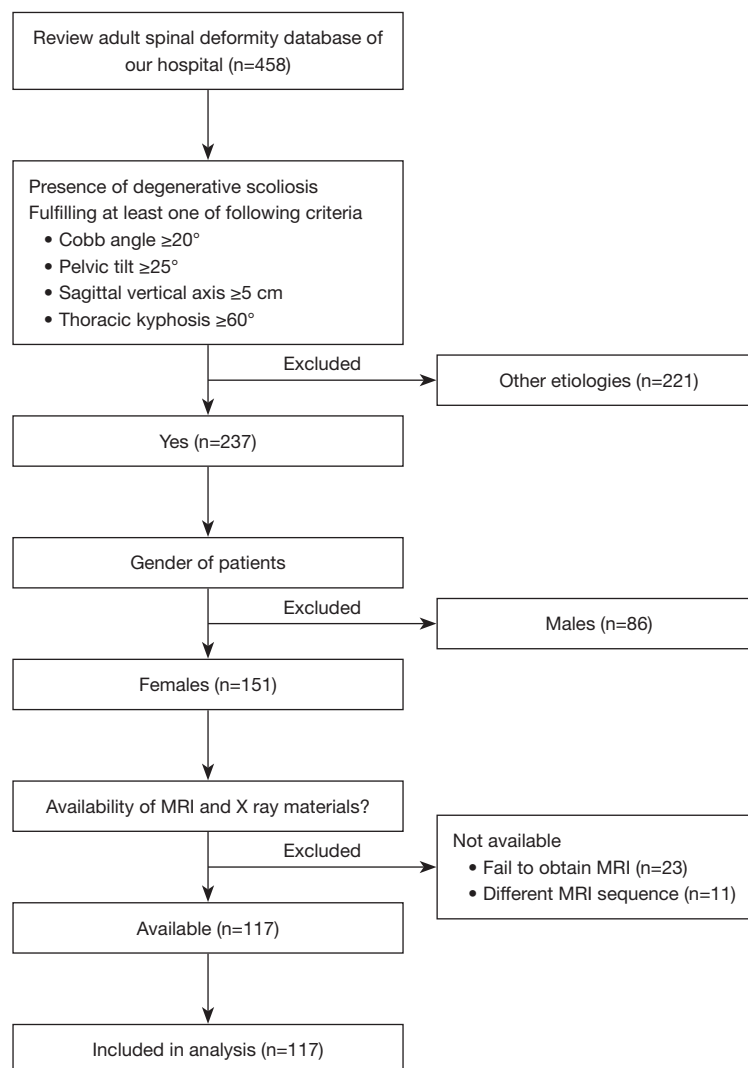 Review adult spinal deformity database of
our hospital (n=458)
Presence of degenerative scoliosis
Fulfilling at least one of following criteria
• Cobb angle ≥20°
• Pelvic tilt ≥25°
• Sagittal vertical axis ≥5 cm
• Thoracic kyphosis ≥60°
Excluded
Other etiologies (n=221)
Yes (n=237)
Gender of patients
Excluded
Males (n=86)
Females (n=151)
Availability of MRI and X ray materials?
Excluded
Not available
• Fail to obtain MRI (n=23)
• Different MRI sequence (n=11)
Available (n=117)
Included in analysis (n=117)